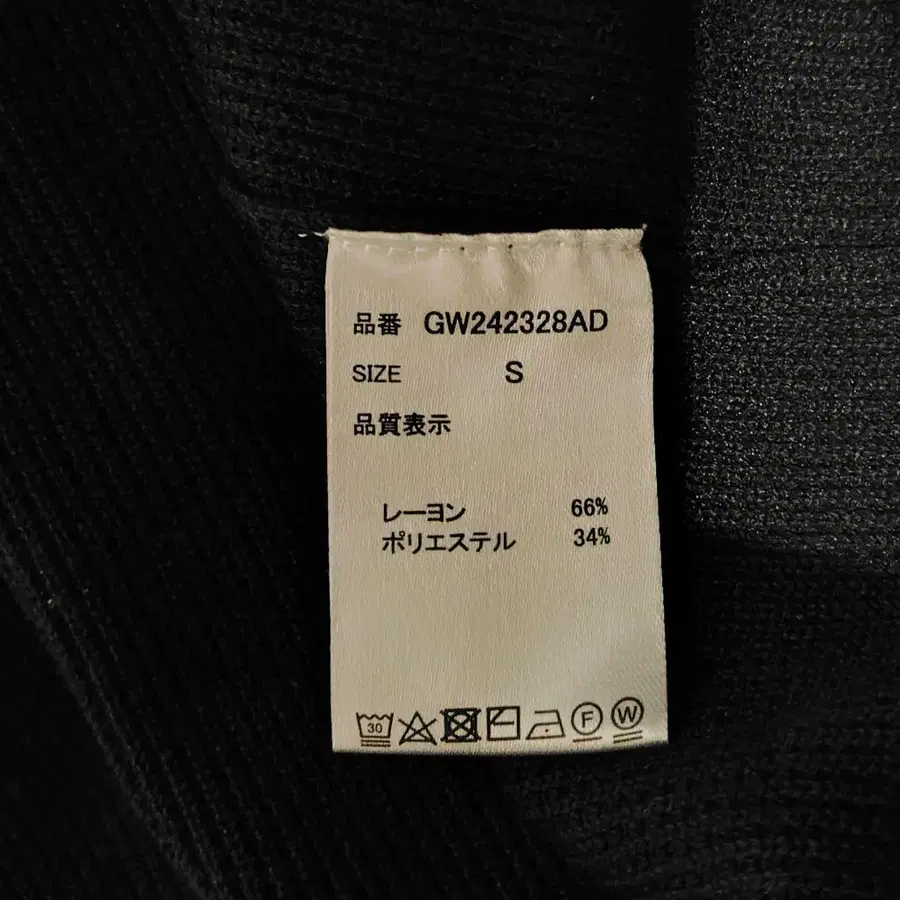 品番 GW242328AD
SIZE S
品質表示
レーヨン 66%
ポリエステル 34%
30 F W